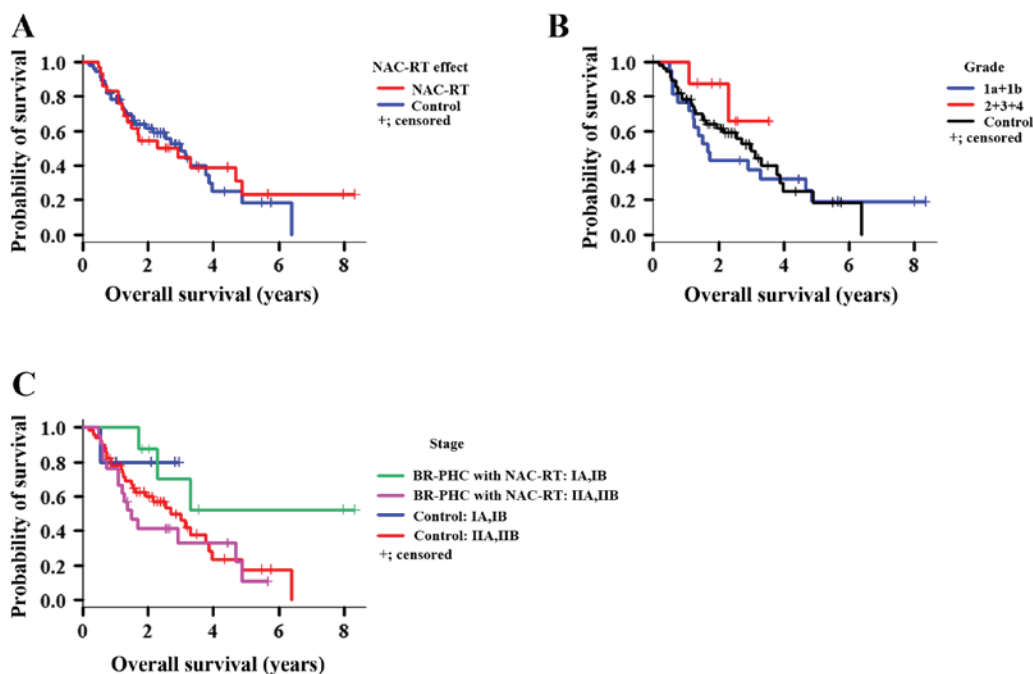 A
Probability of survival
1.0
0.8
0.6
0.4
0.2
0.0
0 2 4 6 8
Overall survival (years)
NAC-RT effect
NAC-RT
Control
+; censored
B
Probability of survival
1.0
0.8
0.6
0.4
0.2
0.0
0 2 4 6 8
Overall survival (years)
Grade
1a+1b
2+3+4
Control
+; censored
C
Probability of survival
1.0
0.8
0.6
0.4
0.2
0.0
0 2 4 6 8
Overall survival (years)
Stage
BR-PHC with NAC-RT: IA,IB
BR-PHC with NAC-RT: IIA,IIB
Control: IA,IB
Control: IIA,IIB
+; censored